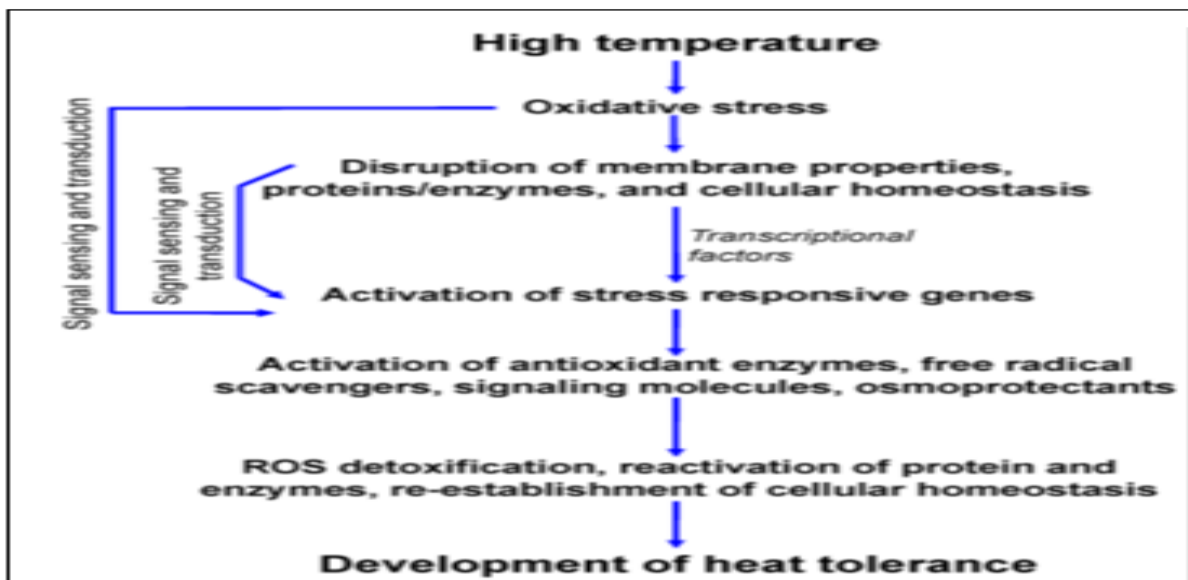 High temperature
Oxidative stress
Disruption of membrane properties,
proteins/enzymes, and cellular homeostasis
Transcriptional
factors
Signal sensing and transduction
Signal sensing and
transduction
Activation of stress responsive genes
Activation of antioxidant enzymes, free radical
scavengers, signaling molecules, osmoprotectants
ROS detoxification, reactivation of protein and
enzymes, re-establishment of cellular homeostasis
Development of heat tolerance